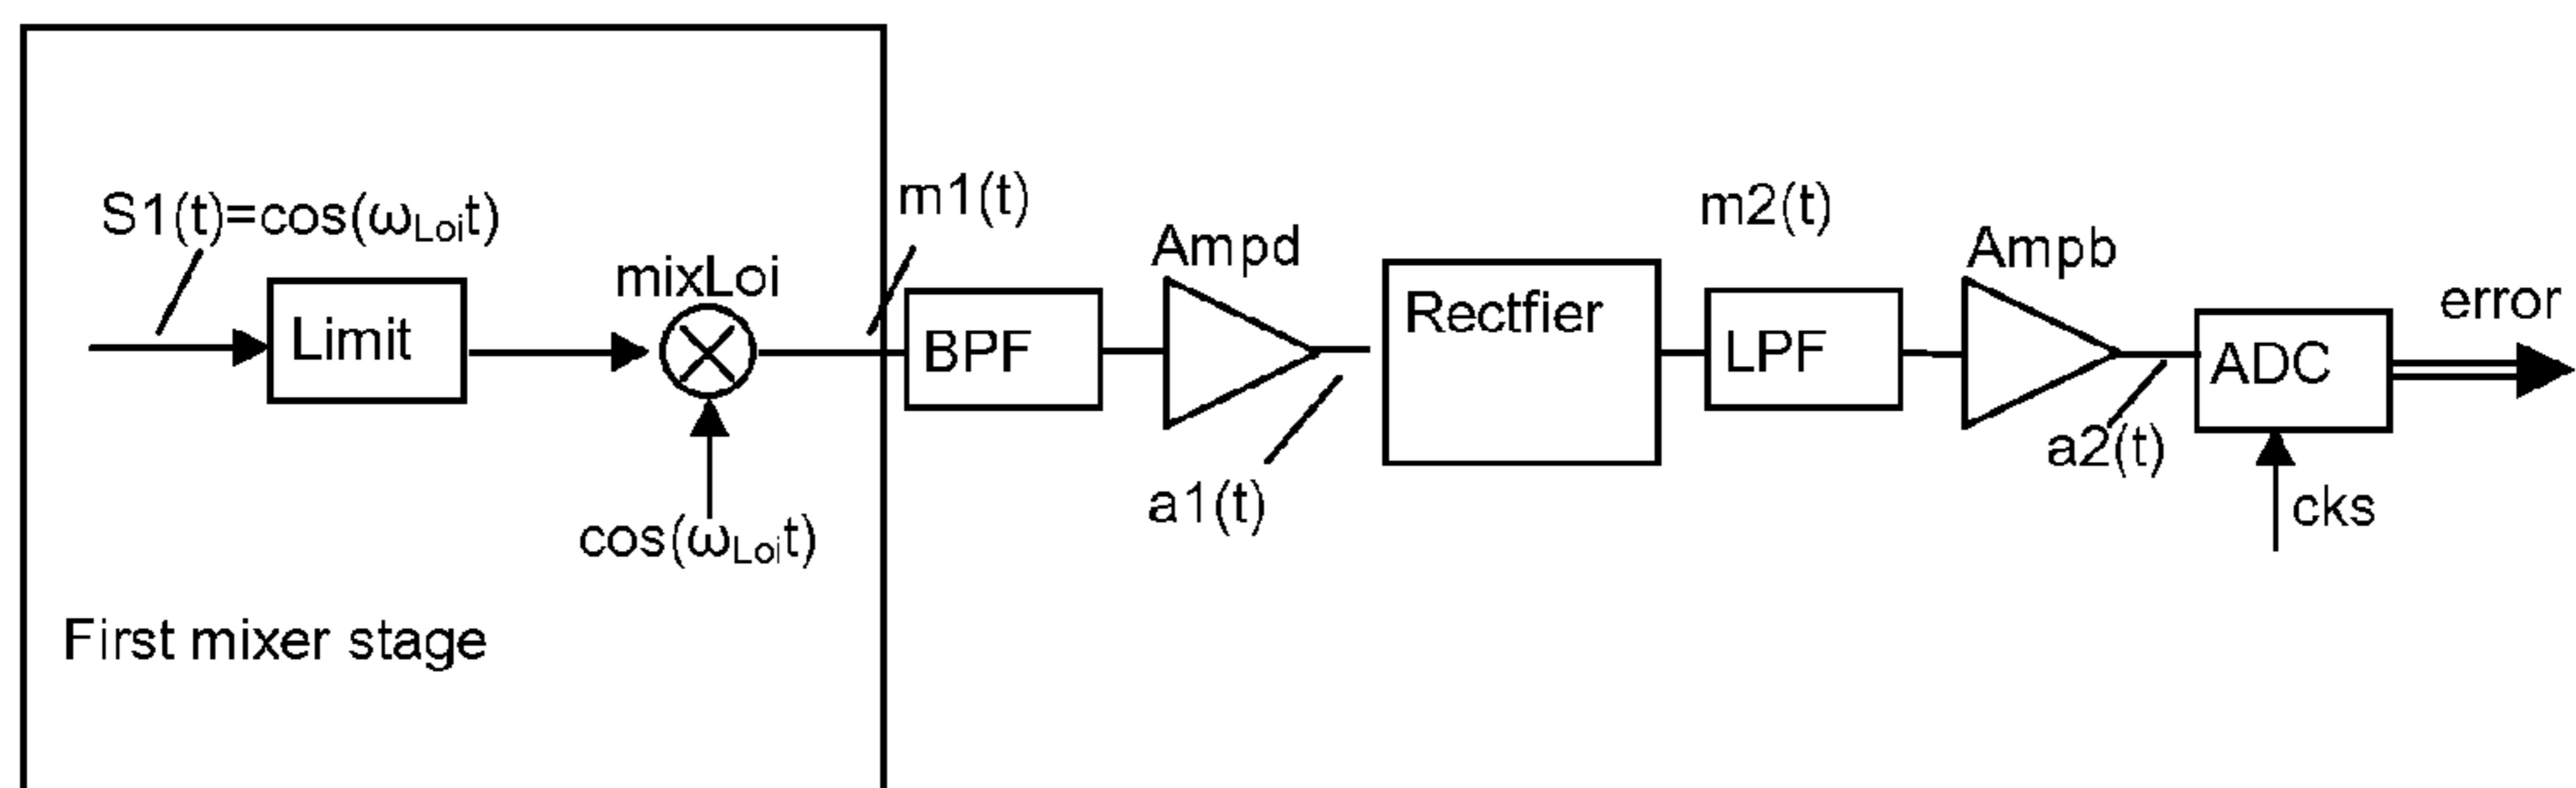 S1(t)=cos(ωLoit)
Limit
mixLoi
cos(ωLoit)
First mixer stage
m1(t)
BPF
Ampd
a1(t)
Rectfier
m2(t)
LPF
Ampb
a2(t)
ADC
cks
error